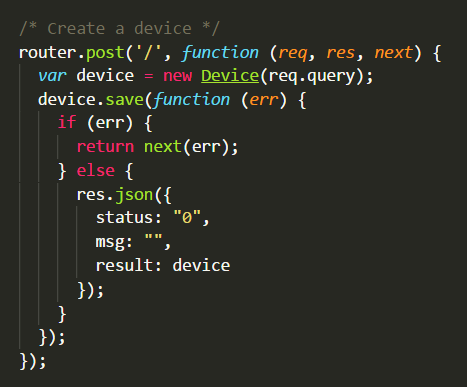 /* Create a device */
router.post('/', function (req, res, next) {
  var device = new Device(req.query);
  device.save(function (err) {
    if (err) {
      return next(err);
    } else {
      res.json({
        status: "0",
        msg: "",
        result: device
      });
    }
  });
});